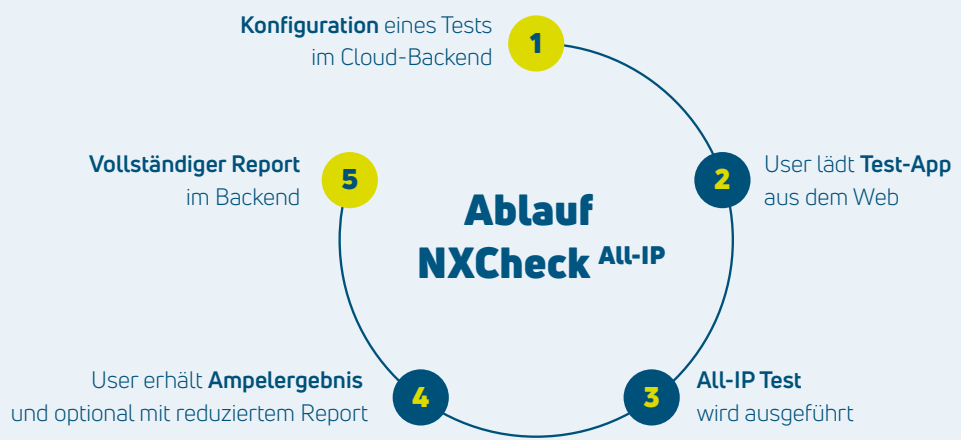 Ablauf
NXCheck All-IP
1
Konfiguration eines Tests
im Cloud-Backend
2
User lädt Test-App
aus dem Web
3
All-IP Test
wird ausgeführt
4
User erhält Ampelergebnis
und optional mit reduziertem Report
5
Vollständiger Report
im Backend